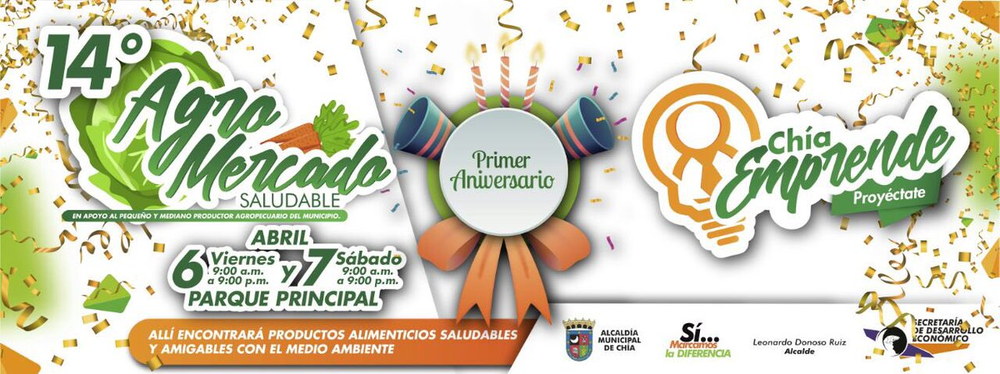 14°
Agro
Mercado
SALUDABLE
EN APOYO AL PEQUEÑO Y MEDIANO PRODUCTOR AGROPECUARIO DEL MUNICIPIO.
ABRIL
6 Viernes 9:00 a.m. a 9:00 p.m. y 7 Sábado 9:00 a.m. a 9:00 p.m.
PARQUE PRINCIPAL
ALLÍ ENCONTRARÁ PRODUCTOS ALIMENTICIOS SALUDABLES
Y AMIGABLES CON EL MEDIO AMBIENTE
Primer
Aniversario
Chía
Emprende
Proyéctate
ALCALDÍA
MUNICIPAL
DE CHÍA
Sí...
Marcamos
la DIFERENCIA
Leonardo Donoso Ruiz
Alcalde
SECRETARÍA
DE DESARROLLO
ECONÓMICO